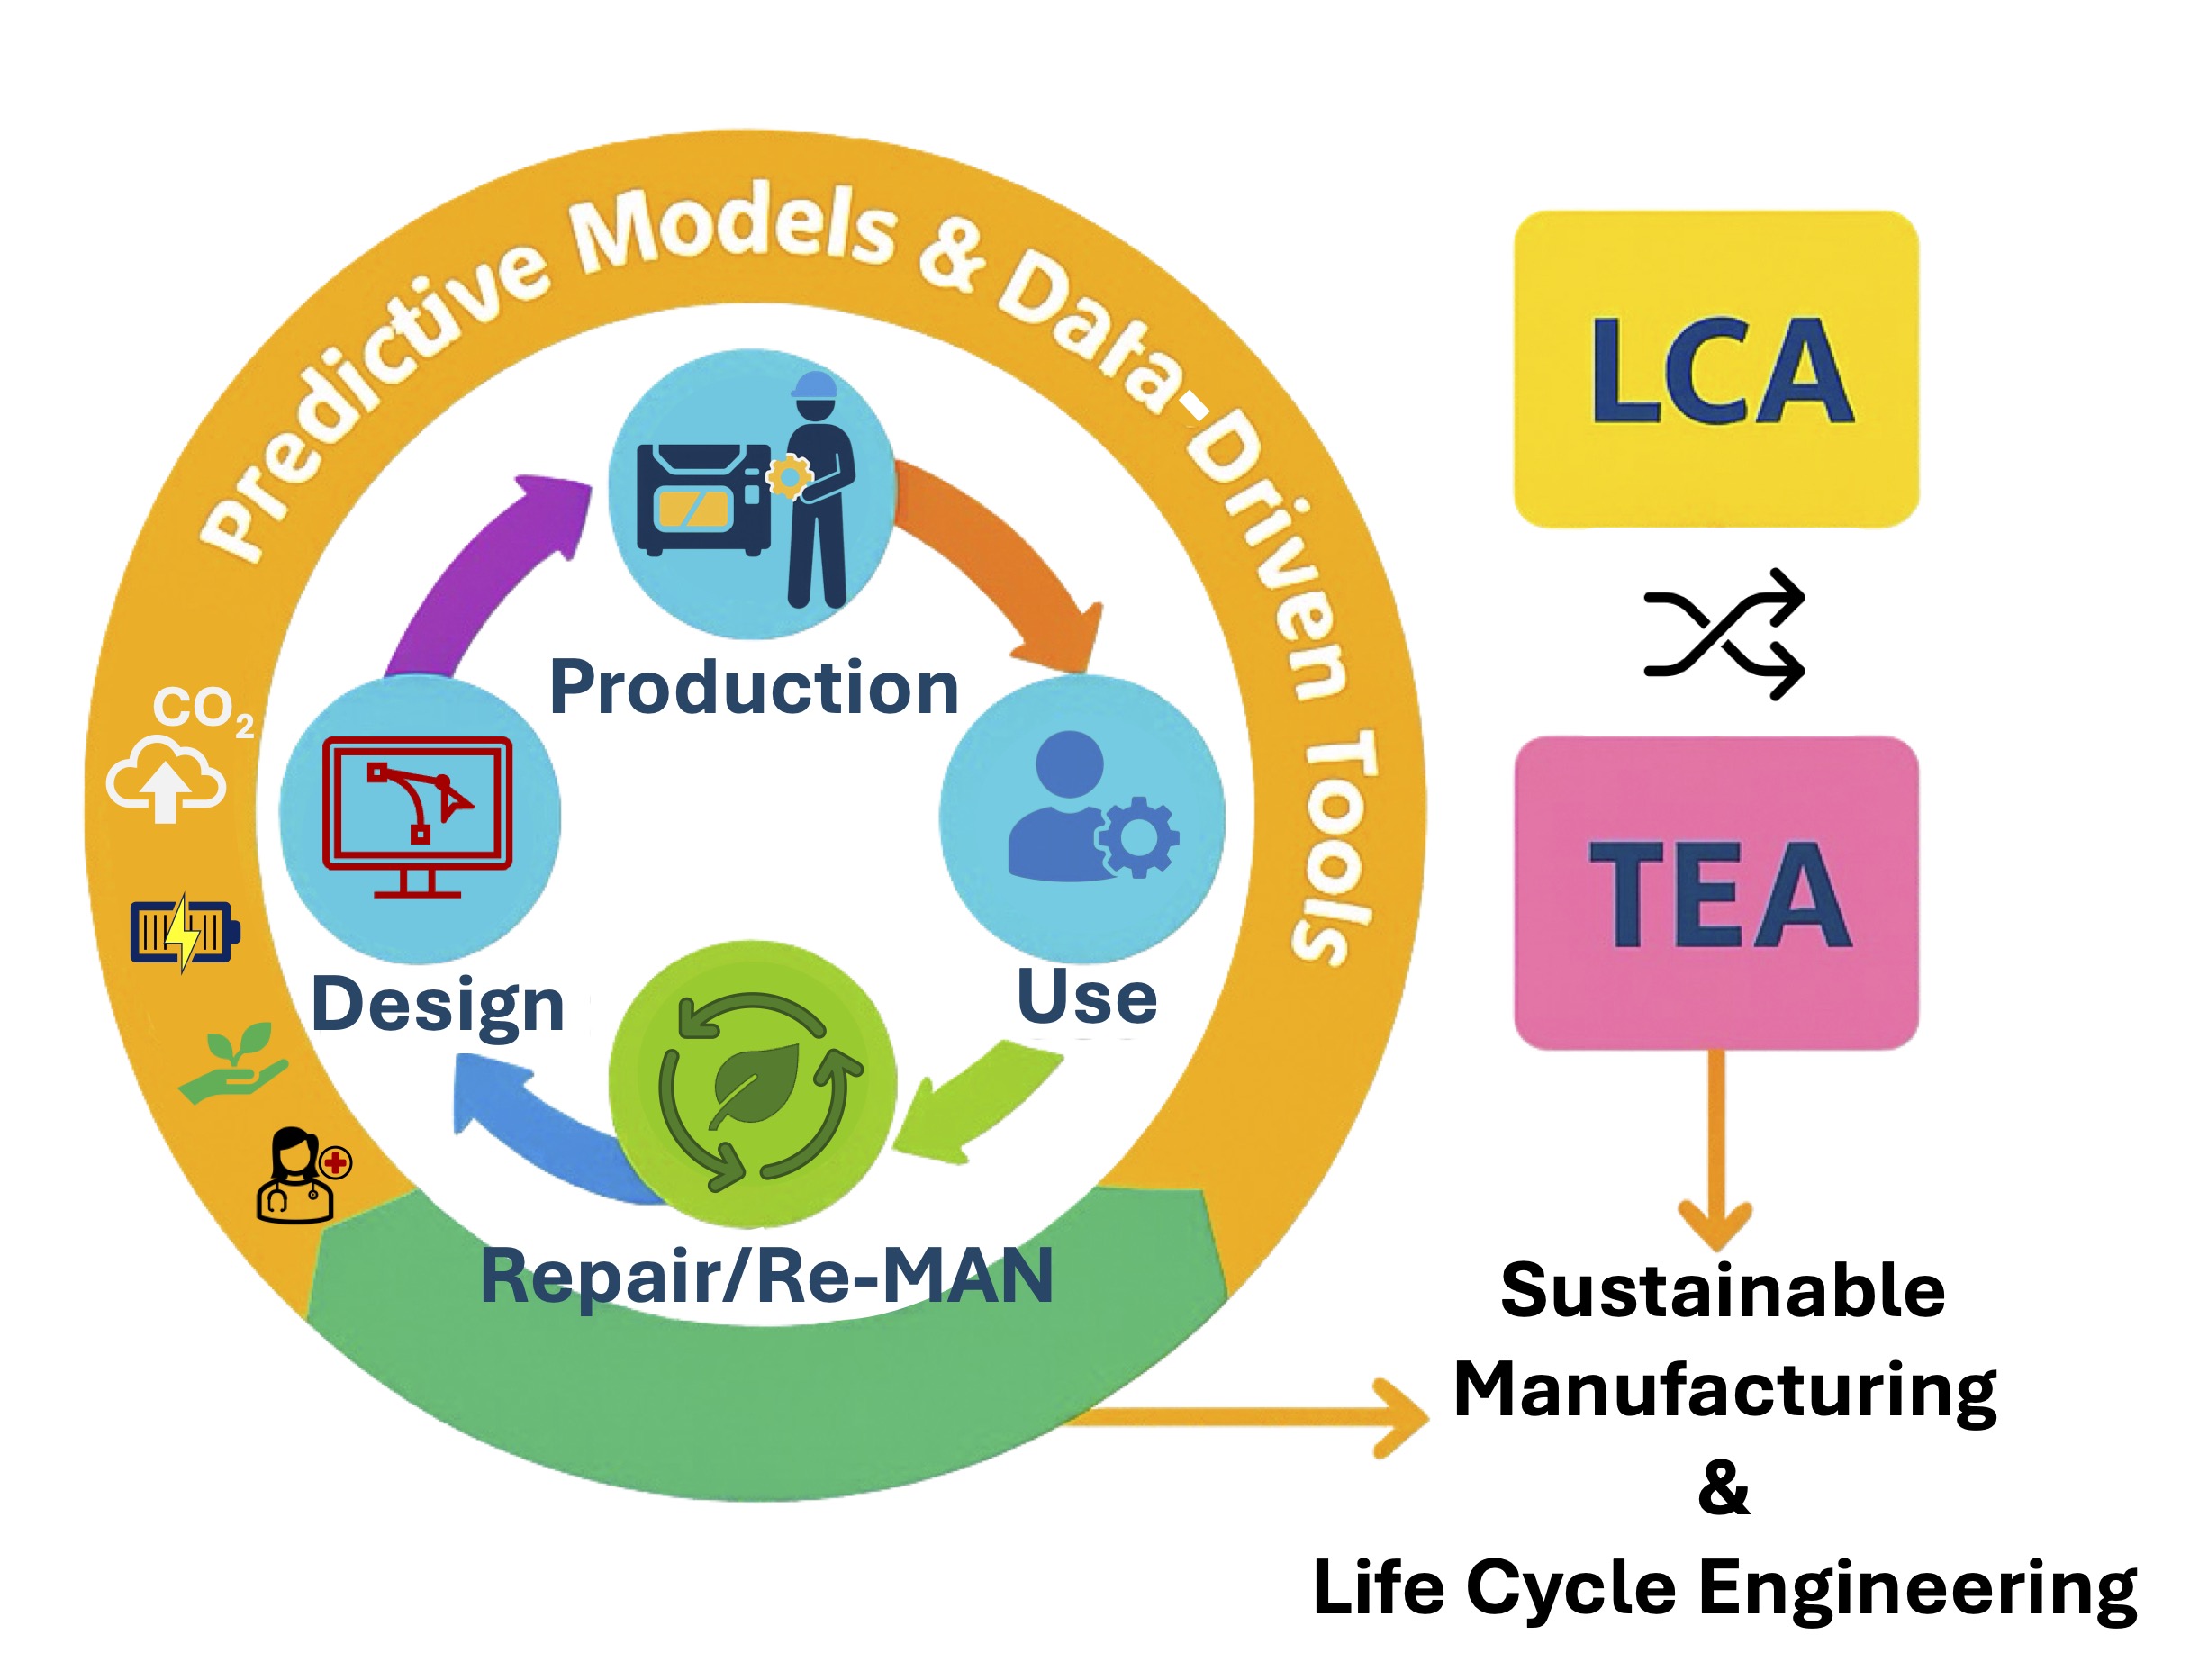 Predictive Models & Data-Driven Tools
Production
CO₂
Design
Use
Repair/Re-MAN
LCA
TEA
Sustainable
Manufacturing
&
Life Cycle Engineering